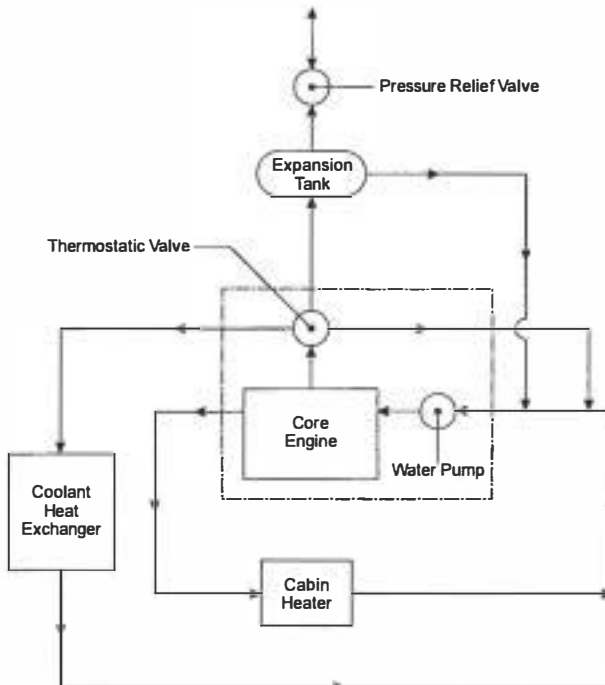 Pressure Relief Valve
Expansion
Tank
Thermostatic Valve
Core
Engine
Water Pump
Coolant
Heat
Exchanger
Cabin
Heater